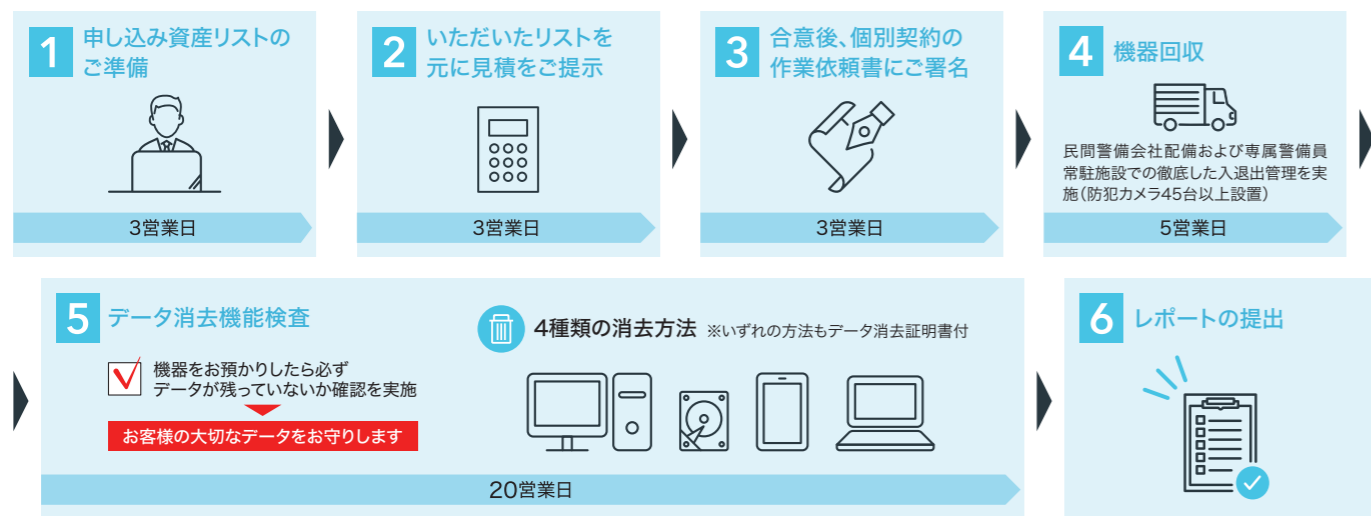 1 申し込み資産リストの
ご準備
3営業日
2 いただいたリストを
元に見積をご提示
3営業日
3 合意後、個別契約の
作業依頼書にご署名
3営業日
4 機器回収
民間警備会社配備および専属警備員
常駐施設での徹底した入退出管理を実
施(防犯カメラ45台以上設置)
5営業日
5 データ消去機能検査
機器をお預かりしたら必ず
データが残っていないか確認を実施
お客様の大切なデータをお守りします
4種類の消去方法 ※いずれの方法もデータ消去証明書付
20営業日
6 レポートの提出